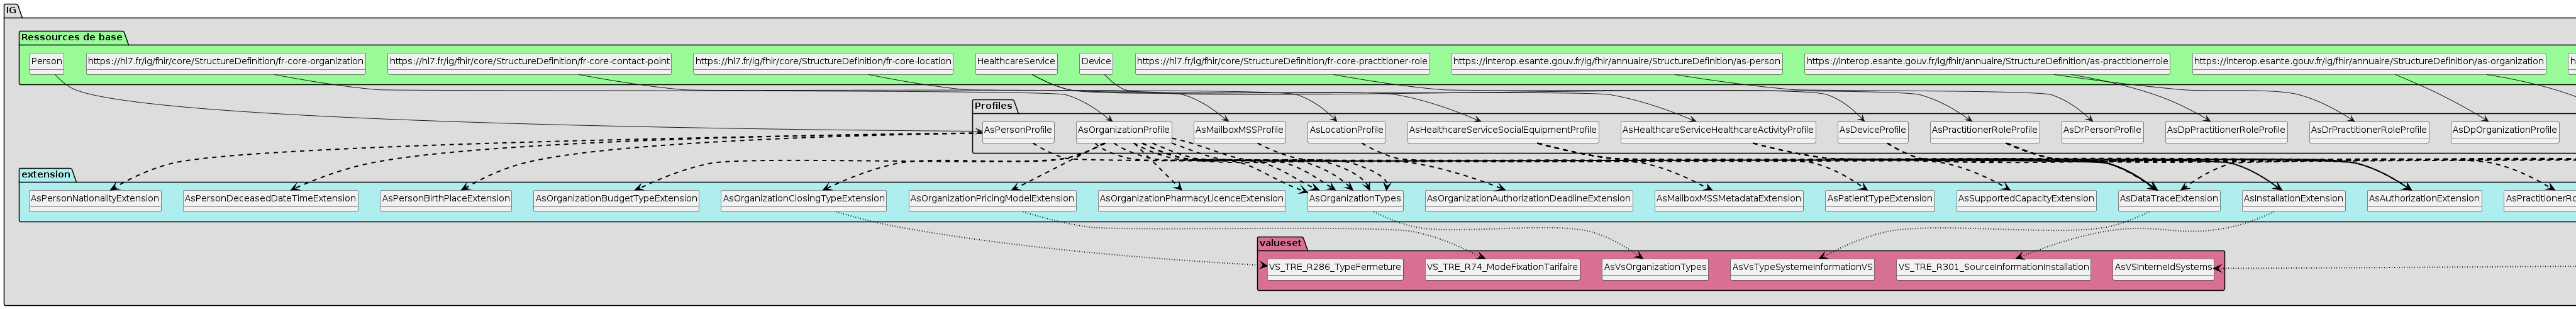 IG
Ressources de base
Person
https://hl7.fr/ig/fhir/core/StructureDefinition/fr-core-organization
https://hl7.fr/ig/fhir/core/StructureDefinition/fr-core-contact-point
https://hl7.fr/ig/fhir/core/StructureDefinition/fr-core-location
HealthcareService
Device
https://hl7.fr/ig/fhir/core/StructureDefinition/fr-core-practitioner-role
https://interop.esante.gouv.fr/ig/fhir/annuaire/StructureDefinition/as-person
https://interop.esante.gouv.fr/ig/fhir/annuaire/StructureDefinition/as-practitionerrole
https://interop.esante.gouv.fr/ig/fhir/annuaire/StructureDefinition/as-organization
h
Profiles
AsPersonProfile
AsOrganizationProfile
AsMailboxMSSProfile
AsLocationProfile
AsHealthcareServiceSocialEquipmentProfile
AsHealthcareServiceHealthcareActivityProfile
AsDeviceProfile
AsPractitionerRoleProfile
AsDrPersonProfile
AsDpPractitionerRoleProfile
AsDrPractitionerRoleProfile
AsDpOrganizationProfile
extension
AsPersonNationalityExtension
AsPersonDeceasedDateTimeExtension
AsPersonBirthPlaceExtension
AsOrganizationBudgetTypeExtension
AsOrganizationClosingTypeExtension
AsOrganizationPricingModelExtension
AsOrganizationPharmacyLicenceExtension
AsOrganizationTypes
AsOrganizationAuthorizationDeadlineExtension
AsMailboxMSSMetadataExtension
AsPatientTypeExtension
AsSupportedCapacityExtension
AsDataTraceExtension
AsInstallationExtension
AsAuthorizationExtension
AsPractitionerRo
valueset
VS_TRE_R286_TypeFermeture
VS_TRE_R74_ModeFixationTarifaire
AsVsOrganizationTypes
AsVsTypeSystemeInformationVS
VS_TRE_R301_SourceInformationInstallation
AsVSInterneIdSystems